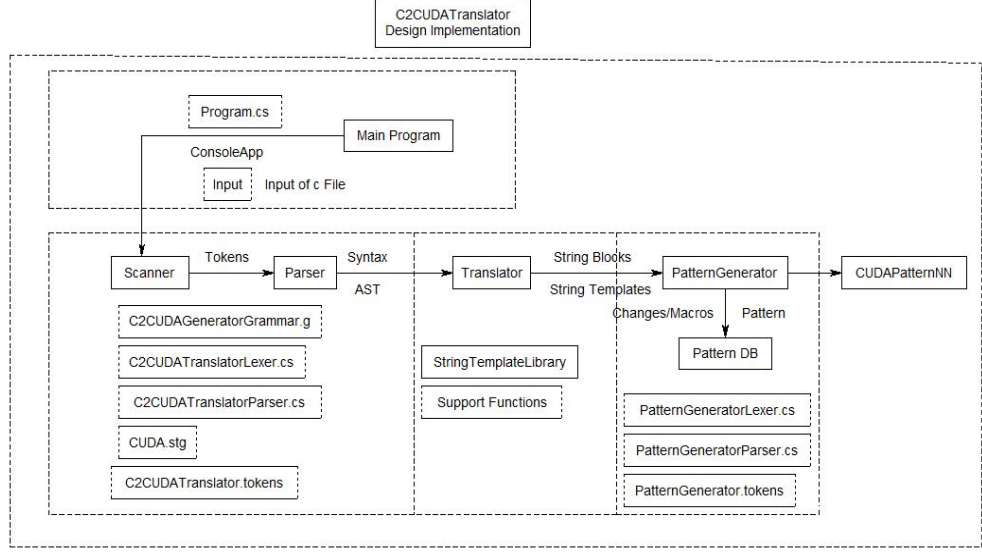 C2CUDATranslator
Design Implementation
Program.cs
Main Program
ConsoleApp
Input
Input of c File
Scanner
Tokens
Parser
Syntax
AST
Translator
String Blooks
String Templates
PatternGenerator
CUDAPatternNN
Changes/Macros
Pattern
Pattern DB
C2CUDAGeneratorGrammar.g
C2CUDATranslatorLexer.cs
C2CUDATranslatorParser.cs
CUDA.stg
C2CUDATranslator.tokens
StringTemplateLibrary
Support Functions
PatternGeneratorLexer.cs
PatternGeneratorParser.cs
PatternGenerator.tokens